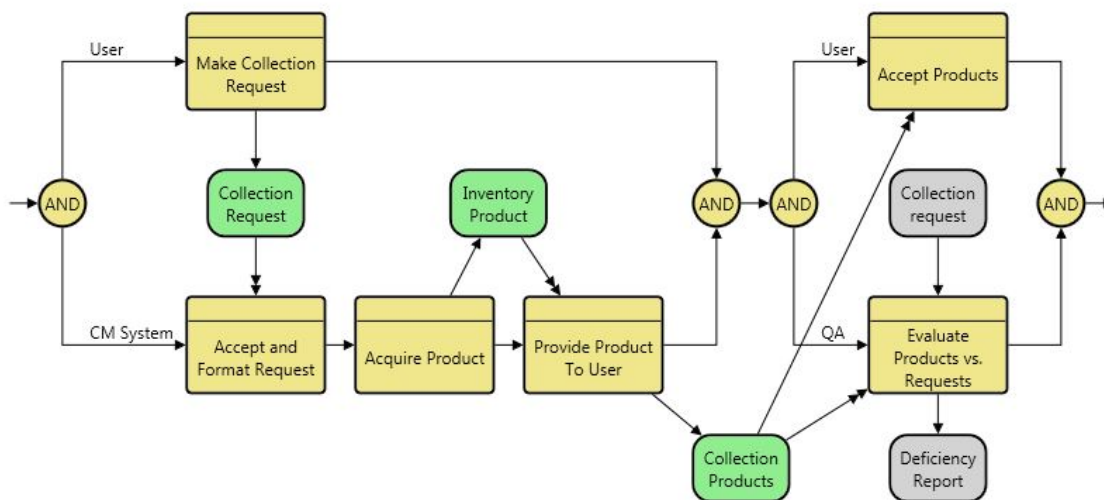 User
Make Collection
Request
User
Accept Products
Collection
Request
Inventory
Product
Collection
request
AND
AND
AND
AND
CM System
Accept and
Format Request
Acquire Product
Provide Product
To User
QA
Evaluate
Products vs.
Requests
Collection
Products
Deficiency
Report